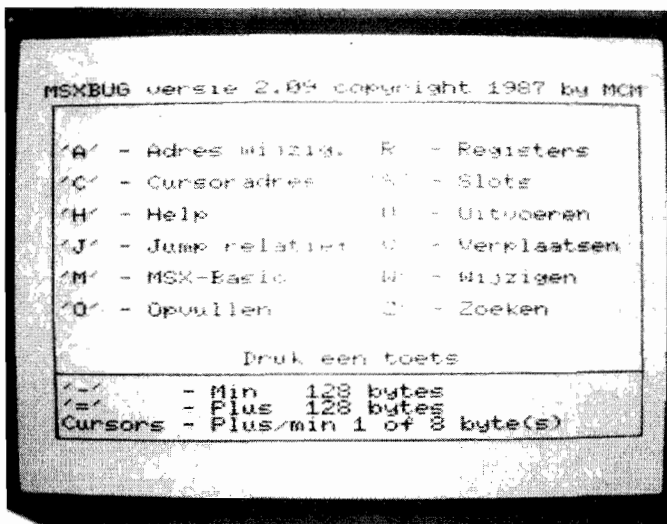 MSXBUG versie 2.09 copyright 1987 by MCM
'A' - Adres wijzig. 'R' - Registers
'C' - Cursoradres 'S' - Slots
'H' - Help 'U' - Uitvoeren
'J' - Jump relatief 'V' - Verplaatsen
'M' - MSX-Basic 'W' - Wijzigen
'O' - Opvullen 'Z' - Zoeken
Druk een toets
'-' - Min 128 bytes
'=' - Plus 128 bytes
Cursors - Plus/min 1 of 8 byte(s)